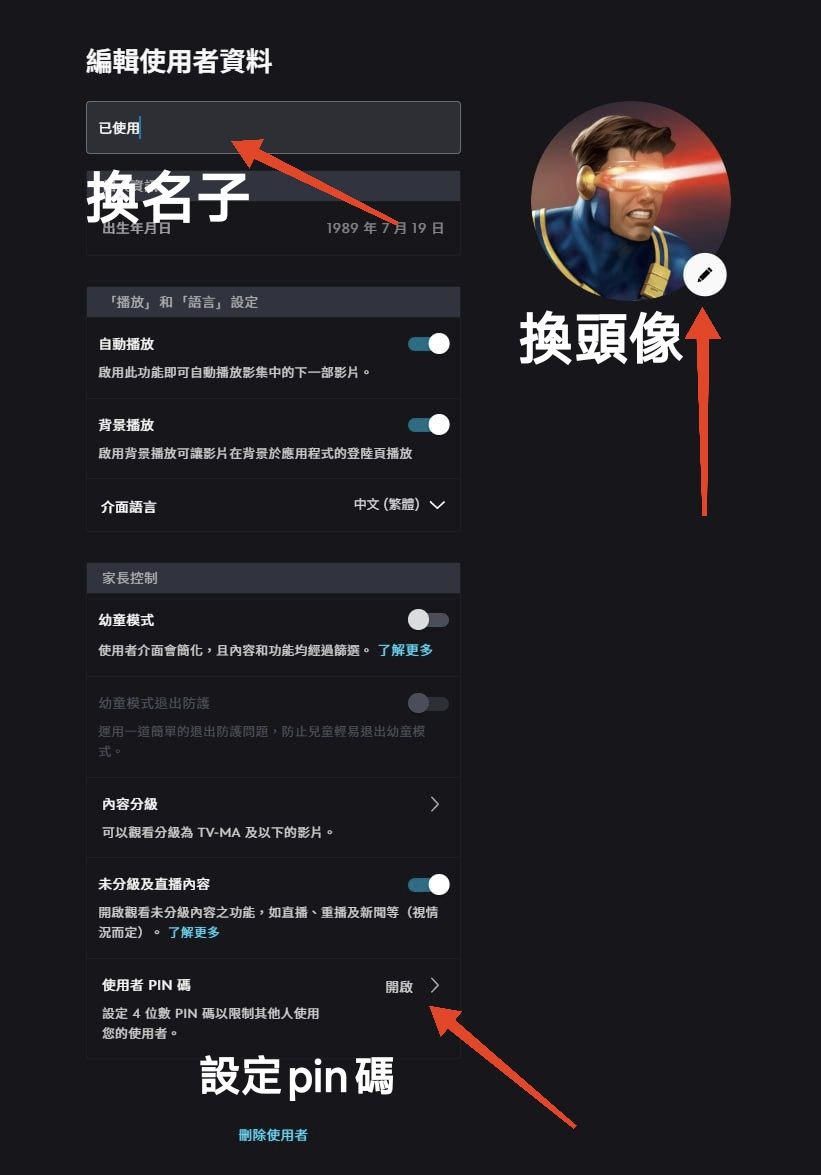 編輯使用者資料
已使用
換名子
出生年月日
1989 年 7 月 19 日
換頭像
「播放」和「語言」設定
自動播放
啟用此功能即可自動播放影集中的下一部影片。
背景播放
啟用背景播放可讓影片在背景於應用程式的登陸頁播放
介面語言
中文 (繁體)
家長控制
幼童模式
使用者介面會簡化，且內容和功能均經過篩選。 了解更多
幼童模式退出防護
運用一道簡單的退出防護問題，防止兒童輕易退出幼童模
式。
內容分級
可以觀看分級為 TV-MA 及以下的影片。
未分級及直播內容
開啟觀看未分級內容之功能，如直播、重播及新聞等（視情
況而定）。 了解更多
使用者 PIN 碼
開啟
設定 4 位數 PIN 碼以限制其他人使用
您的使用者。
設定pin碼
刪除使用者